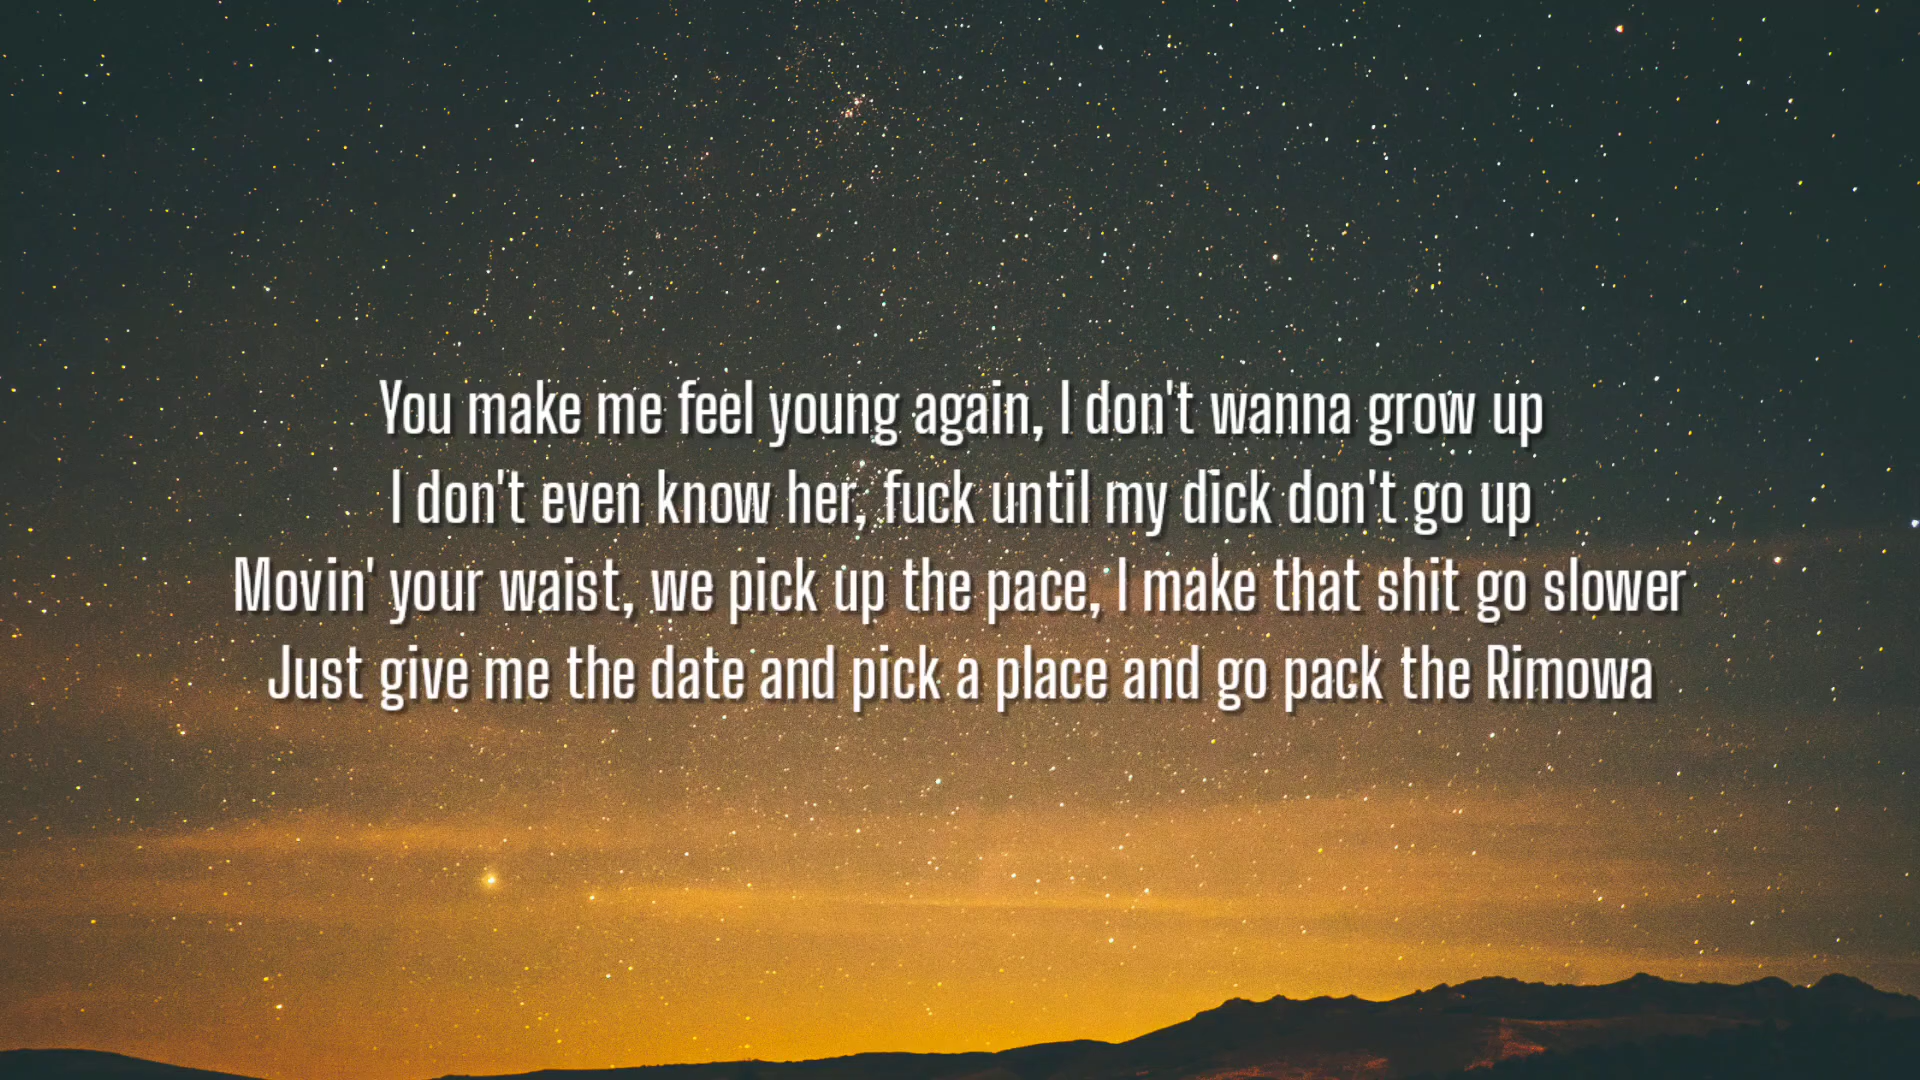 You make me feel young again, I don't wanna grow up
I don't even know her, fuck until my dick don't go up
Movin' your waist, we pick up the pace, I make that shit go slower
Just give me the date and pick a place and go pack the Rimowa